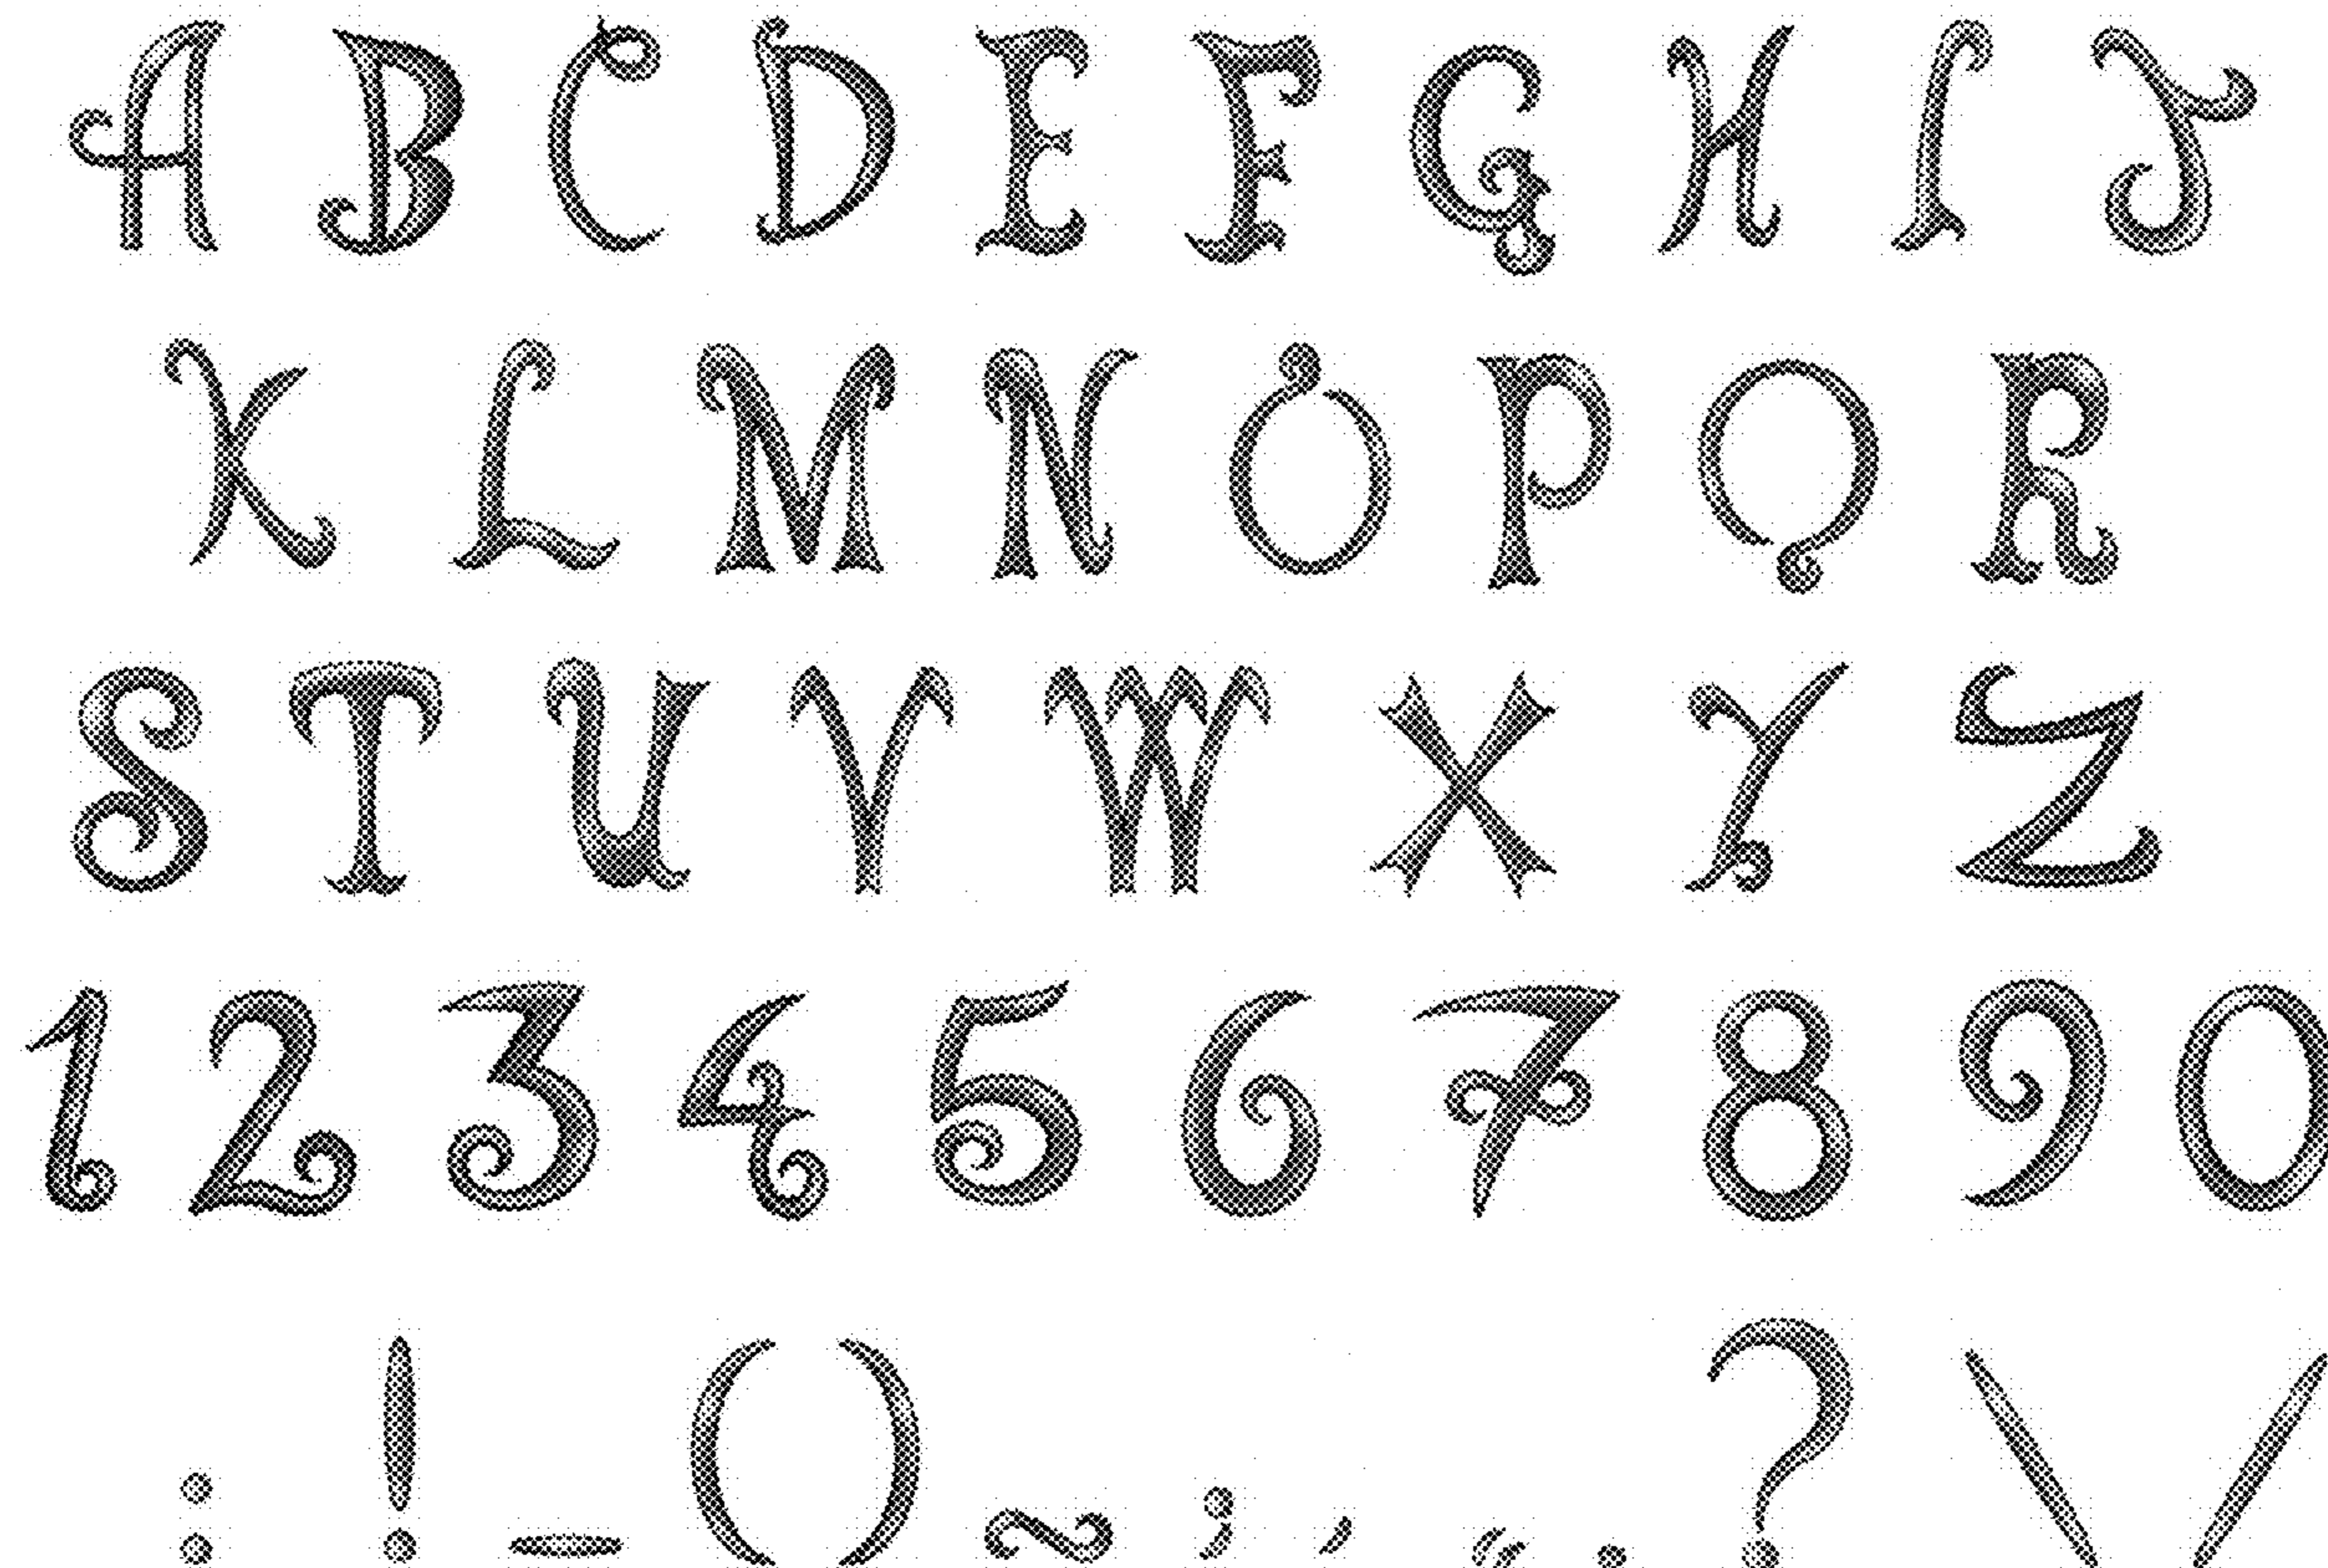 A B C D E F G H I J
K L M N O P Q R
S T U V W X Y Z
1 2 3 4 5 6 7 8 9 0
: ! - ( ) ~ ; , „ . ? \ /